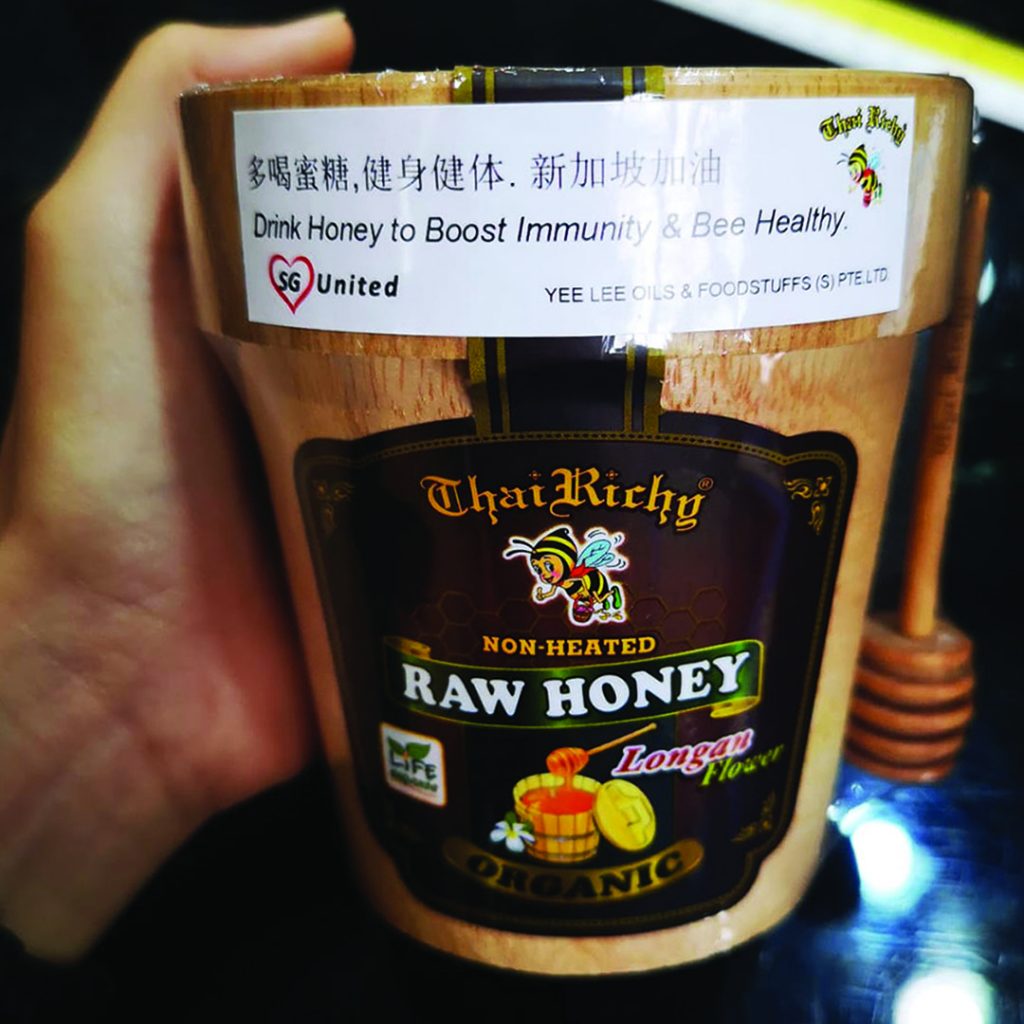 Thai Richy
多喝蜜糖,健身健体. 新加坡加油
Drink Honey to Boost Immunity & Bee Healthy.
SG United
YEE LEE OILS & FOODSTUFFS (S) PTE.LTD.
Thai Richy®
NON-HEATED
RAW HONEY
LiFE
Longan
Flower
ORGANIC